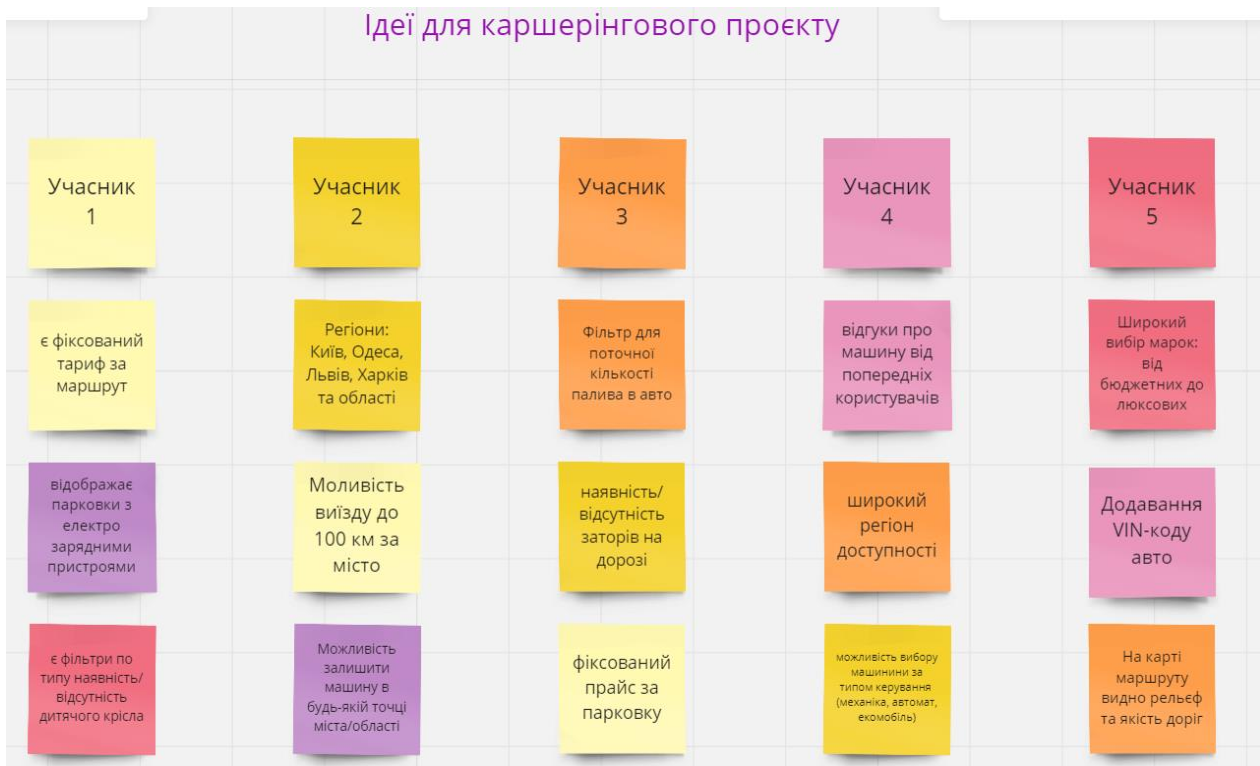 Ідеї для каршерінгового проєкту
Учасник
1
Учасник
2
Учасник
3
Учасник
4
Учасник
5
є фіксований
тариф за
маршрут
Регіони:
Київ, Одеса,
Львів, Харків
та області
Фільтр для
поточної
кількості
палива в авто
відгуки про
машину від
попередніх
користувачів
Широкий
вибір марок:
від
бюджетних до
люксових
відображає
парковки з
електро
зарядними
пристроями
Моливість
виїзду до
100 км за
місто
наявність/
відсутність
заторів на
дорозі
широкий
регіон
доступності
Додавання
VIN-коду
авто
є фільтри по
типу наявність/
відсутність
дитячого крісла
Можливість
залишити
машину в
будь-якій точці
міста/області
фіксований
прайс за
парковку
можливість вибору
машинини за
типом керування
(механіка, автомат,
екомобіль)
На карті
маршруту
видно рельєф
та якість доріг